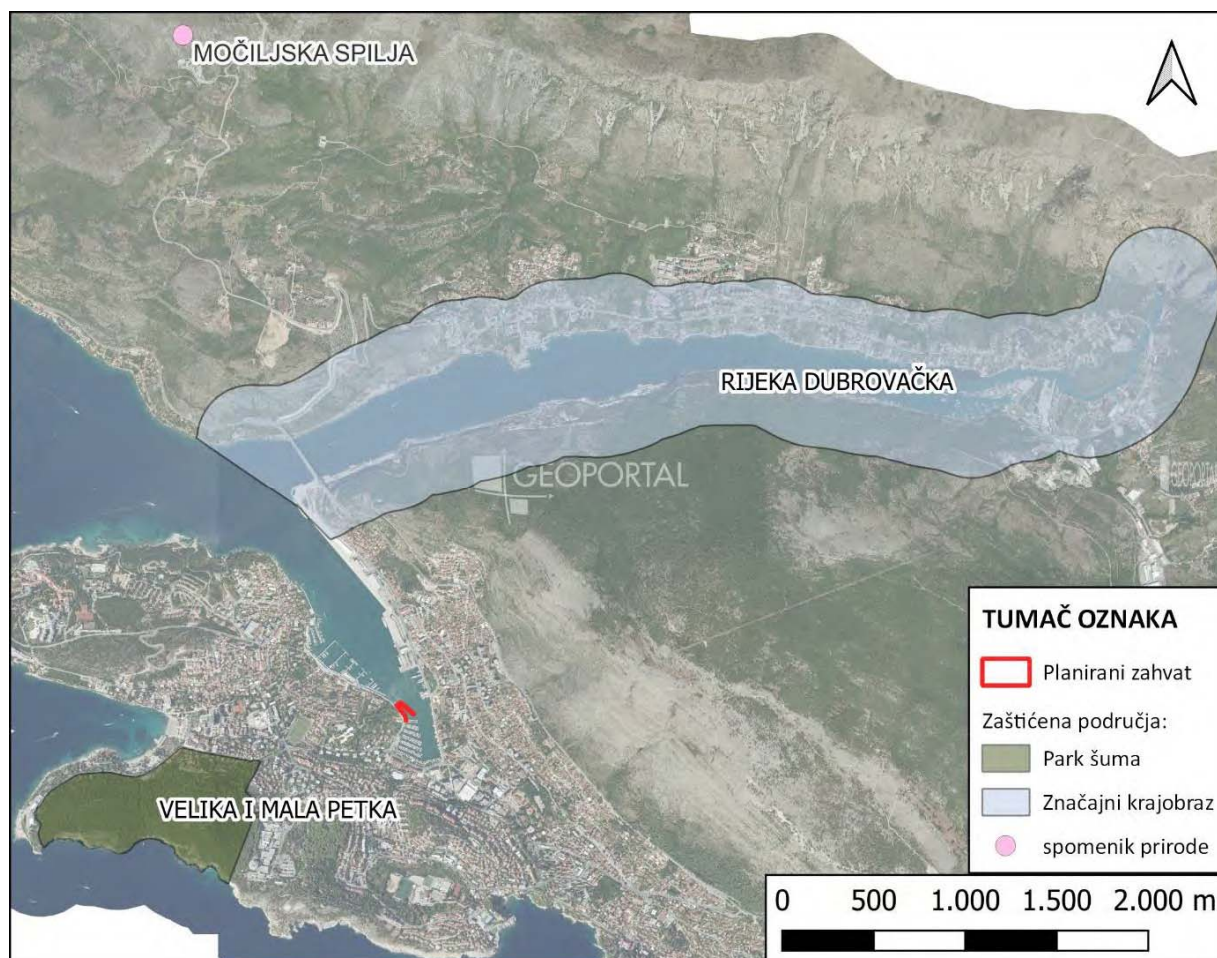 MOČILJSKA SPILJA
RIJEKA DUBROVAČKA
GEOPORTAL
GEOPORTAL
VELIKA I MALA PETKA
TUMAČ OZNAKA
Planirani zahvat
Zaštićena područja:
Park šuma
Značajni krajobraz
spomenik prirode
0 500 1.000 1.500 2.000 m